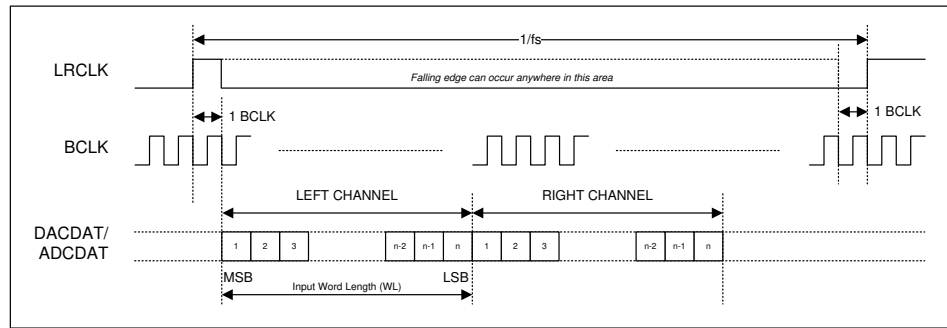 1/fs
LRCLK
Falling edge can occur anywhere in this area
1 BCLK
1 BCLK
BCLK
LEFT CHANNEL
RIGHT CHANNEL
DACDAT/
ADCDAT
1 2 3 n-2 n-1 n 1 2 3 n-2 n-1 n
MSB
LSB
Input Word Length (WL)